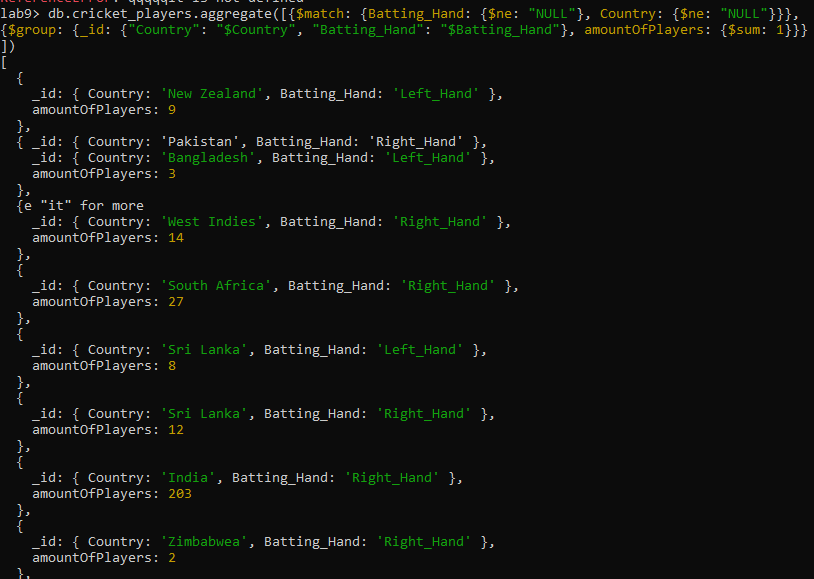 lab9> db.cricket_players.aggregate([{$match: {Batting_Hand: {$ne: "NULL"}, Country: {$ne: "NULL"}}},
{$group: {_id: {"Country": "$Country", "Batting_Hand": "$Batting_Hand"}, amountOfPlayers: {$sum: 1}}}
])
[
  {
    _id: { Country: 'New Zealand', Batting_Hand: 'Left_Hand' },
    amountOfPlayers: 9
  },
  { _id: { Country: 'Pakistan', Batting_Hand: 'Right_Hand' },
    _id: { Country: 'Bangladesh', Batting_Hand: 'Left_Hand' },
    amountOfPlayers: 3
  },
  {e "it" for more
    _id: { Country: 'West Indies', Batting_Hand: 'Right_Hand' },
    amountOfPlayers: 14
  },
  {
    _id: { Country: 'South Africa', Batting_Hand: 'Right_Hand' },
    amountOfPlayers: 27
  },
  {
    _id: { Country: 'Sri Lanka', Batting_Hand: 'Left_Hand' },
    amountOfPlayers: 8
  },
  {
    _id: { Country: 'Sri Lanka', Batting_Hand: 'Right_Hand' },
    amountOfPlayers: 12
  },
  {
    _id: { Country: 'India', Batting_Hand: 'Right_Hand' },
    amountOfPlayers: 203
  },
  {
    _id: { Country: 'Zimbabwea', Batting_Hand: 'Right_Hand' },
    amountOfPlayers: 2
  },